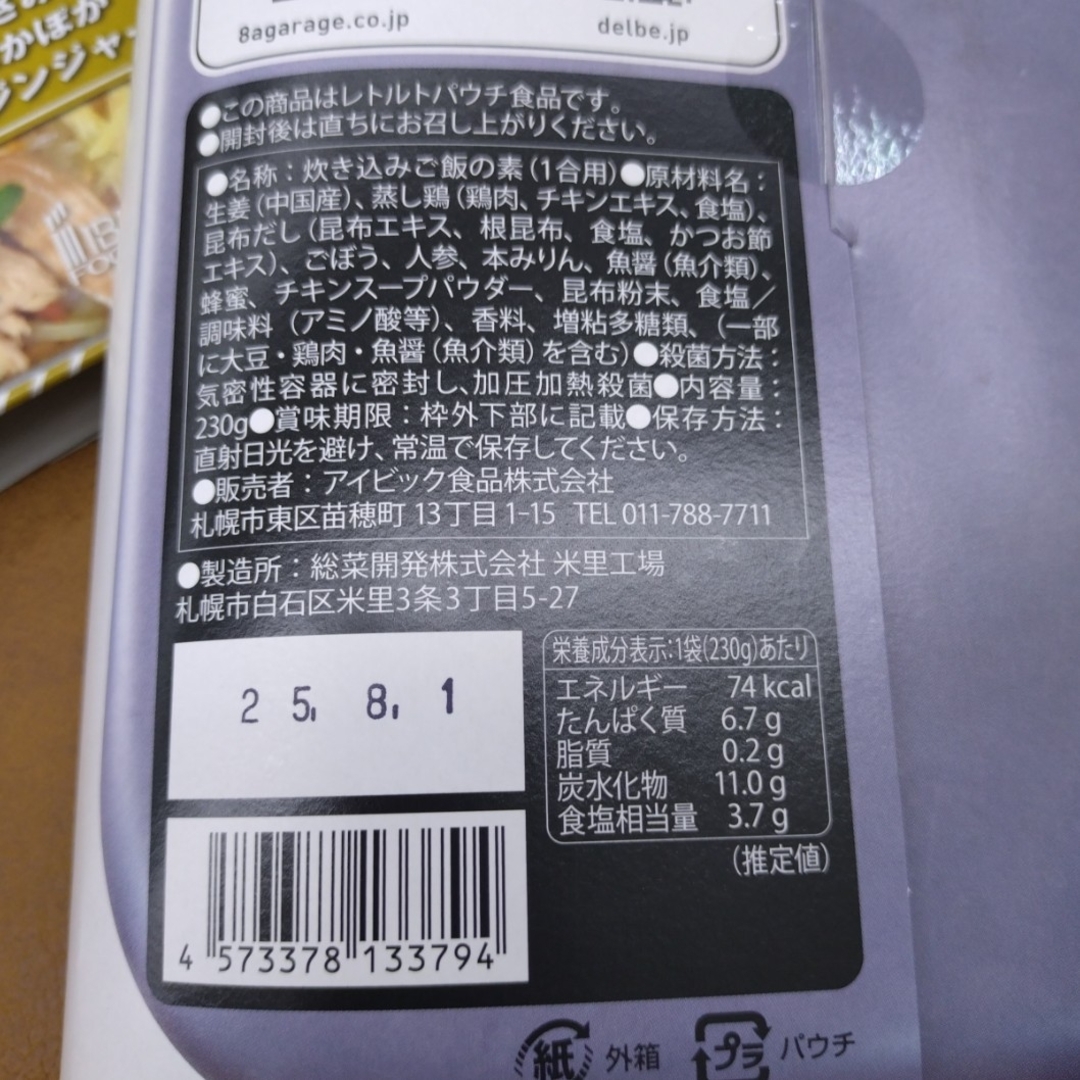 かぽか
ジンジャー
8agarage.co.jp
delbe.jp
●この商品はレトルトパウチ食品です。
●開封後は直ちにお召し上がりください。
●名称：炊き込みご飯の素（1合用）●原材料名：
生姜（中国産）、蒸し鶏（鶏肉、チキンエキス、食塩）、
昆布だし（昆布エキス、根昆布、食塩、かつお節
エキス）、ごぼう、人参、本みりん、魚醤（魚介類）、
蜂蜜、チキンスープパウダー、昆布粉末、食塩／
調味料（アミノ酸等）、香料、増粘多糖類、（一部
に大豆・鶏肉・魚醤（魚介類）を含む）●殺菌方法：
気密性容器に密封し、加圧加熱殺菌●内容量：
230g●賞味期限：枠外下部に記載●保存方法：
直射日光を避け、常温で保存してください。
●販売者：アイビック食品株式会社
札幌市東区苗穂町 13丁目 1-15 TEL 011-788-7711
●製造所：総菜開発株式会社 米里工場
札幌市白石区米里3条3丁目5-27
25. 8. 1
栄養成分表示：1袋（230g）あたり
エネルギー 74 kcal
たんぱく質 6.7 g
脂質 0.2 g
炭水化物 11.0 g
食塩相当量 3.7 g
（推定値）
4 573378 133794
紙 外箱 プラ パウチ